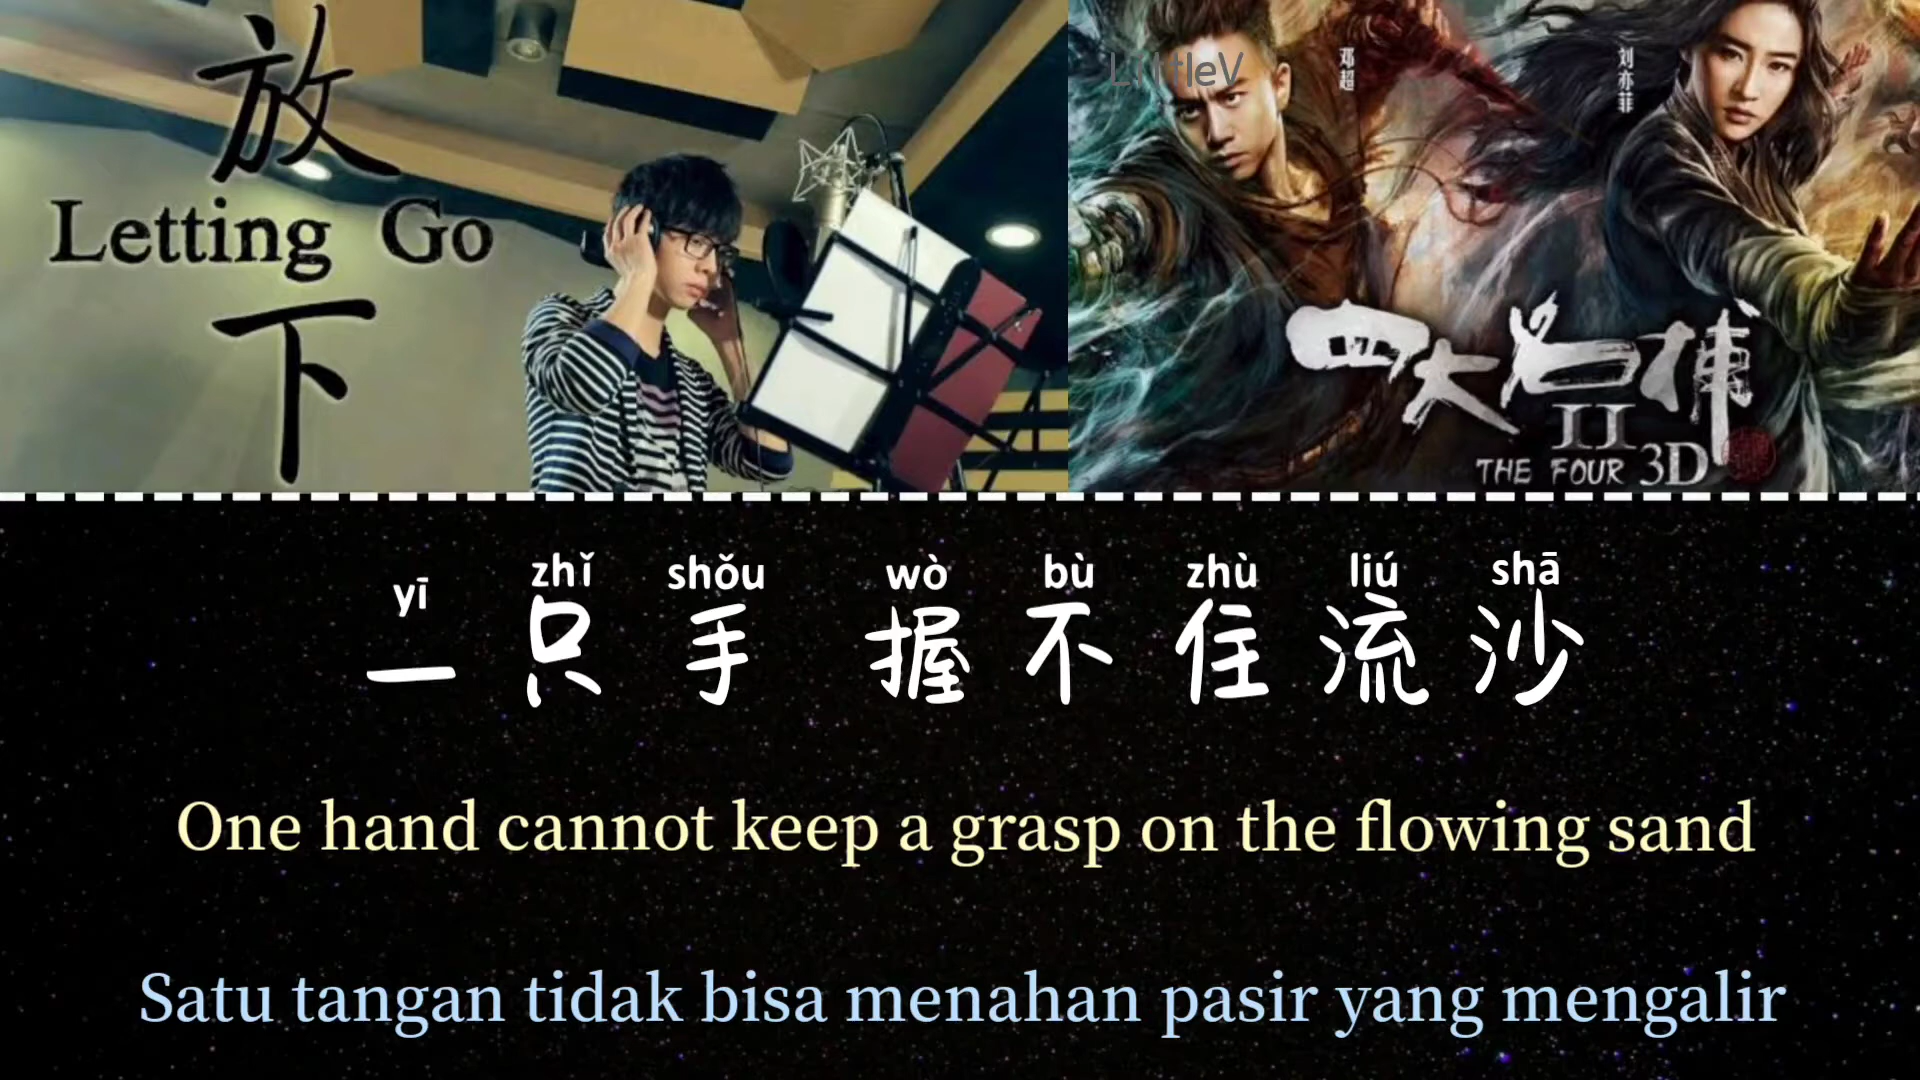 放
Letting Go
下
LittleV
邓超
刘亦菲
四大名捕
II
THE FOUR 3D
yī zhǐ shǒu wò bù zhù liú shā
一只手 握不住流沙
One hand cannot keep a grasp on the flowing sand
Satu tangan tidak bisa menahan pasir yang mengalir